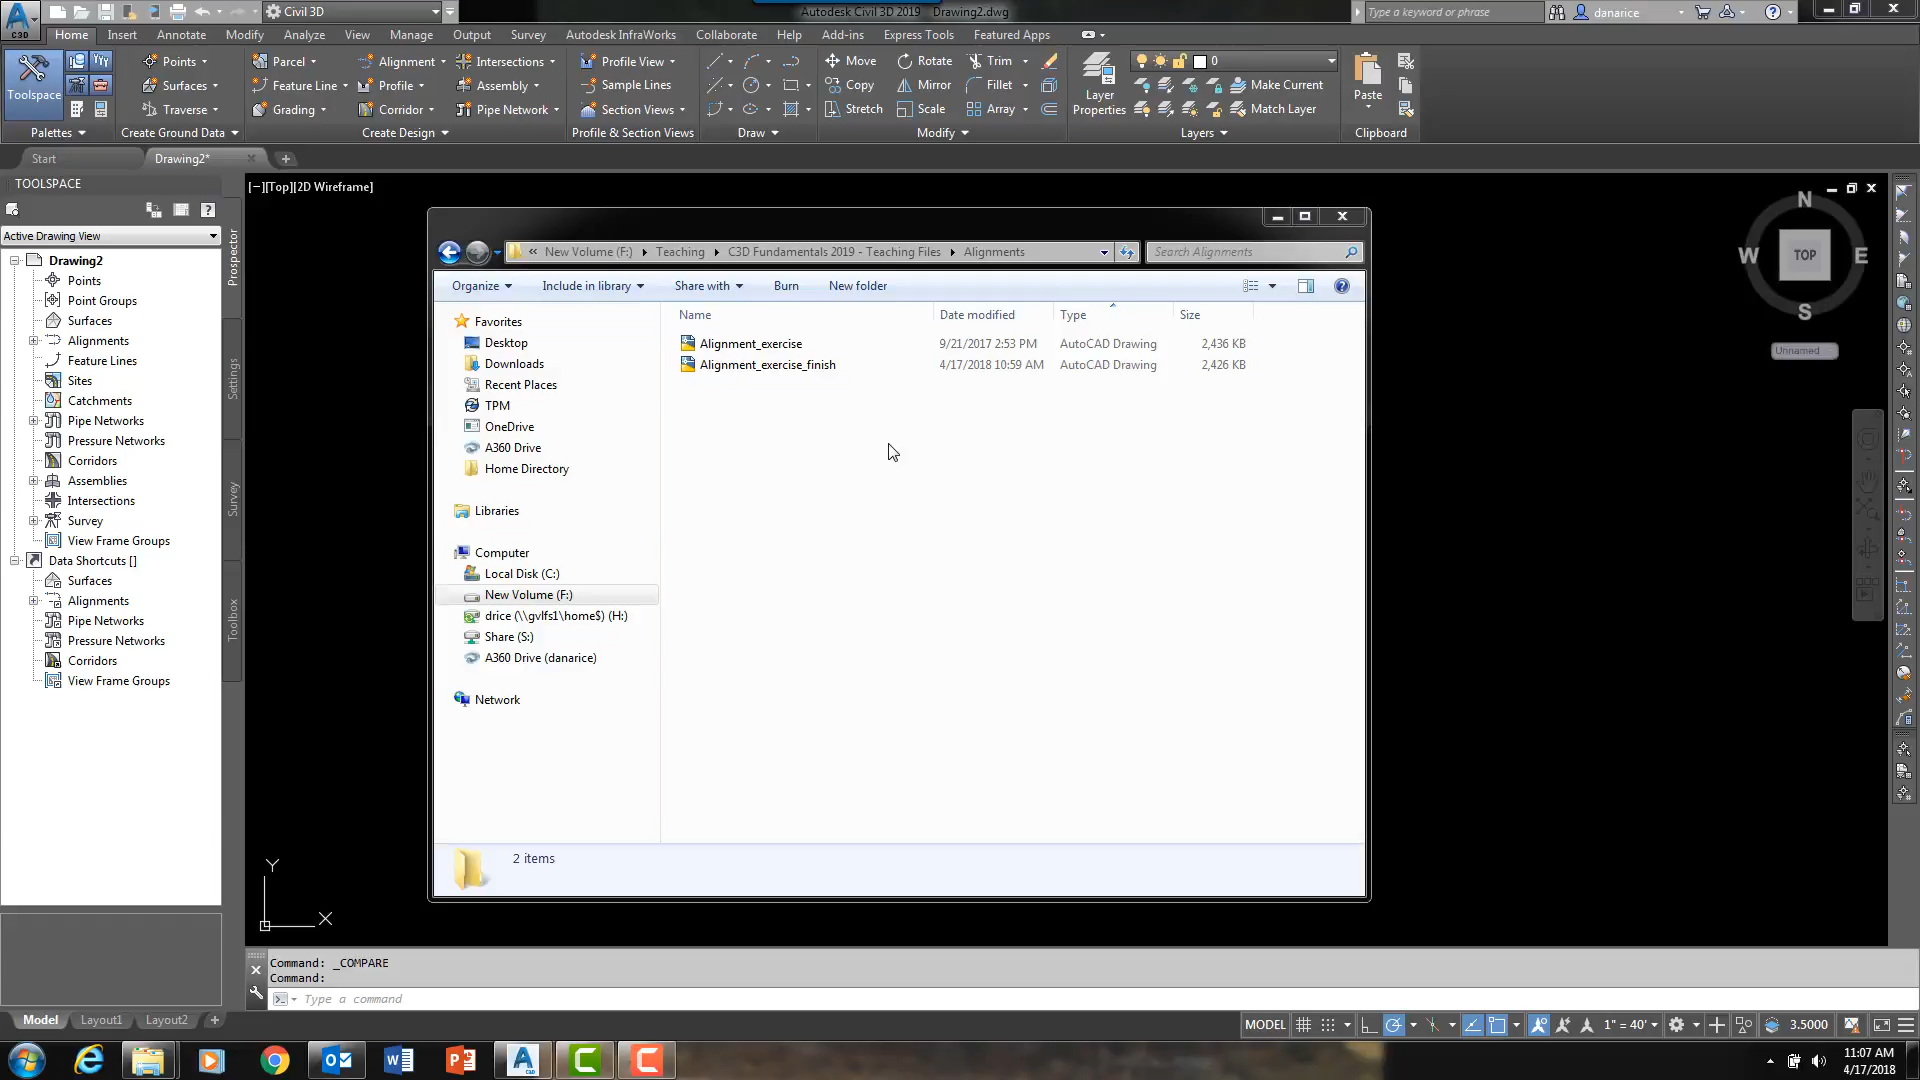 Civil 3D
Autodesk Civil 3D 2019 Drawing2.dwg
Type a keyword or phrase
danarice
C3D
Home Insert Annotate Modify Analyze View Manage Output Survey Autodesk InfraWorks Collaborate Help Add-ins Express Tools Featured Apps
Points Parcel Alignment Intersections Profile View Move Rotate Trim 0
Surfaces Feature Line Profile Assembly Sample Lines Copy Mirror Fillet Make Current
Toolspace Traverse Grading Corridor Pipe Network Section Views Stretch Scale Array Layer Properties Match Layer Paste
Palettes Create Ground Data Create Design Profile & Section Views Draw Modify Layers Clipboard
Start Drawing2*
TOOLSPACE
Active Drawing View
Drawing2
Points
Point Groups
Surfaces
Alignments
Feature Lines
Sites
Catchments
Pipe Networks
Pressure Networks
Corridors
Assemblies
Intersections
Survey
View Frame Groups
Data Shortcuts []
Surfaces
Alignments
Pipe Networks
Pressure Networks
Corridors
View Frame Groups
Prospector
Settings
Survey
Toolbox
[−][Top][2D Wireframe]
« New Volume (F:) Teaching C3D Fundamentals 2019 - Teaching Files Alignments
Search Alignments
Organize Include in library Share with Burn New folder
Favorites
Desktop
Downloads
Recent Places
TPM
OneDrive
A360 Drive
Home Directory
Libraries
Computer
Local Disk (C:)
New Volume (F:)
drice (\\gvlfs1\home$) (H:)
Share (S:)
A360 Drive (danarice)
Network
Name Date modified Type Size
Alignment_exercise 9/21/2017 2:53 PM AutoCAD Drawing 2,436 KB
Alignment_exercise_finish 4/17/2018 10:59 AM AutoCAD Drawing 2,426 KB
2 items
N
W TOP E
S
Unnamed
Y
X
Command: _COMPARE
Command:
Type a command
Model Layout1 Layout2
MODEL 1" = 40' 3.5000
11:07 AM
4/17/2018